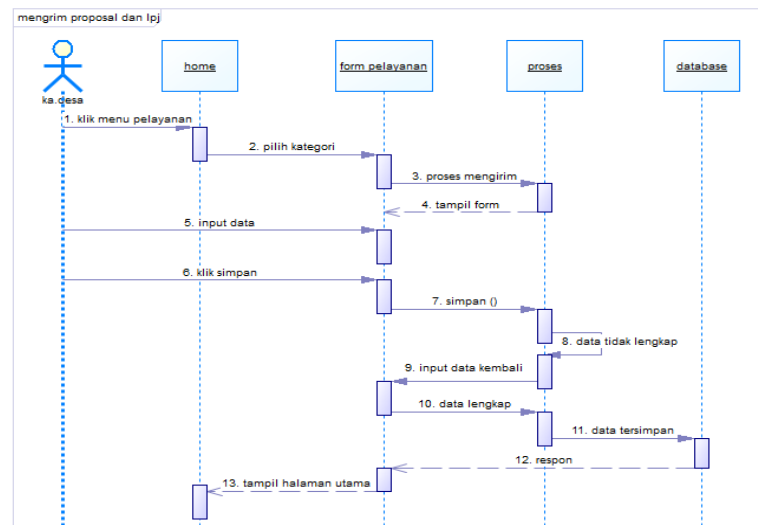 mengrim proposal dan lpj
home
form pelayanan
proses
database
ka.desa
1. klik menu pelayanan
2. pilih kategori
3. proses mengirim
4. tampil form
5. input data
6. klik simpan
7. simpan ()
8. data tidak lengkap
9. input data kembali
10. data lengkap
11. data tersimpan
12. respon
13. tampil halaman utama